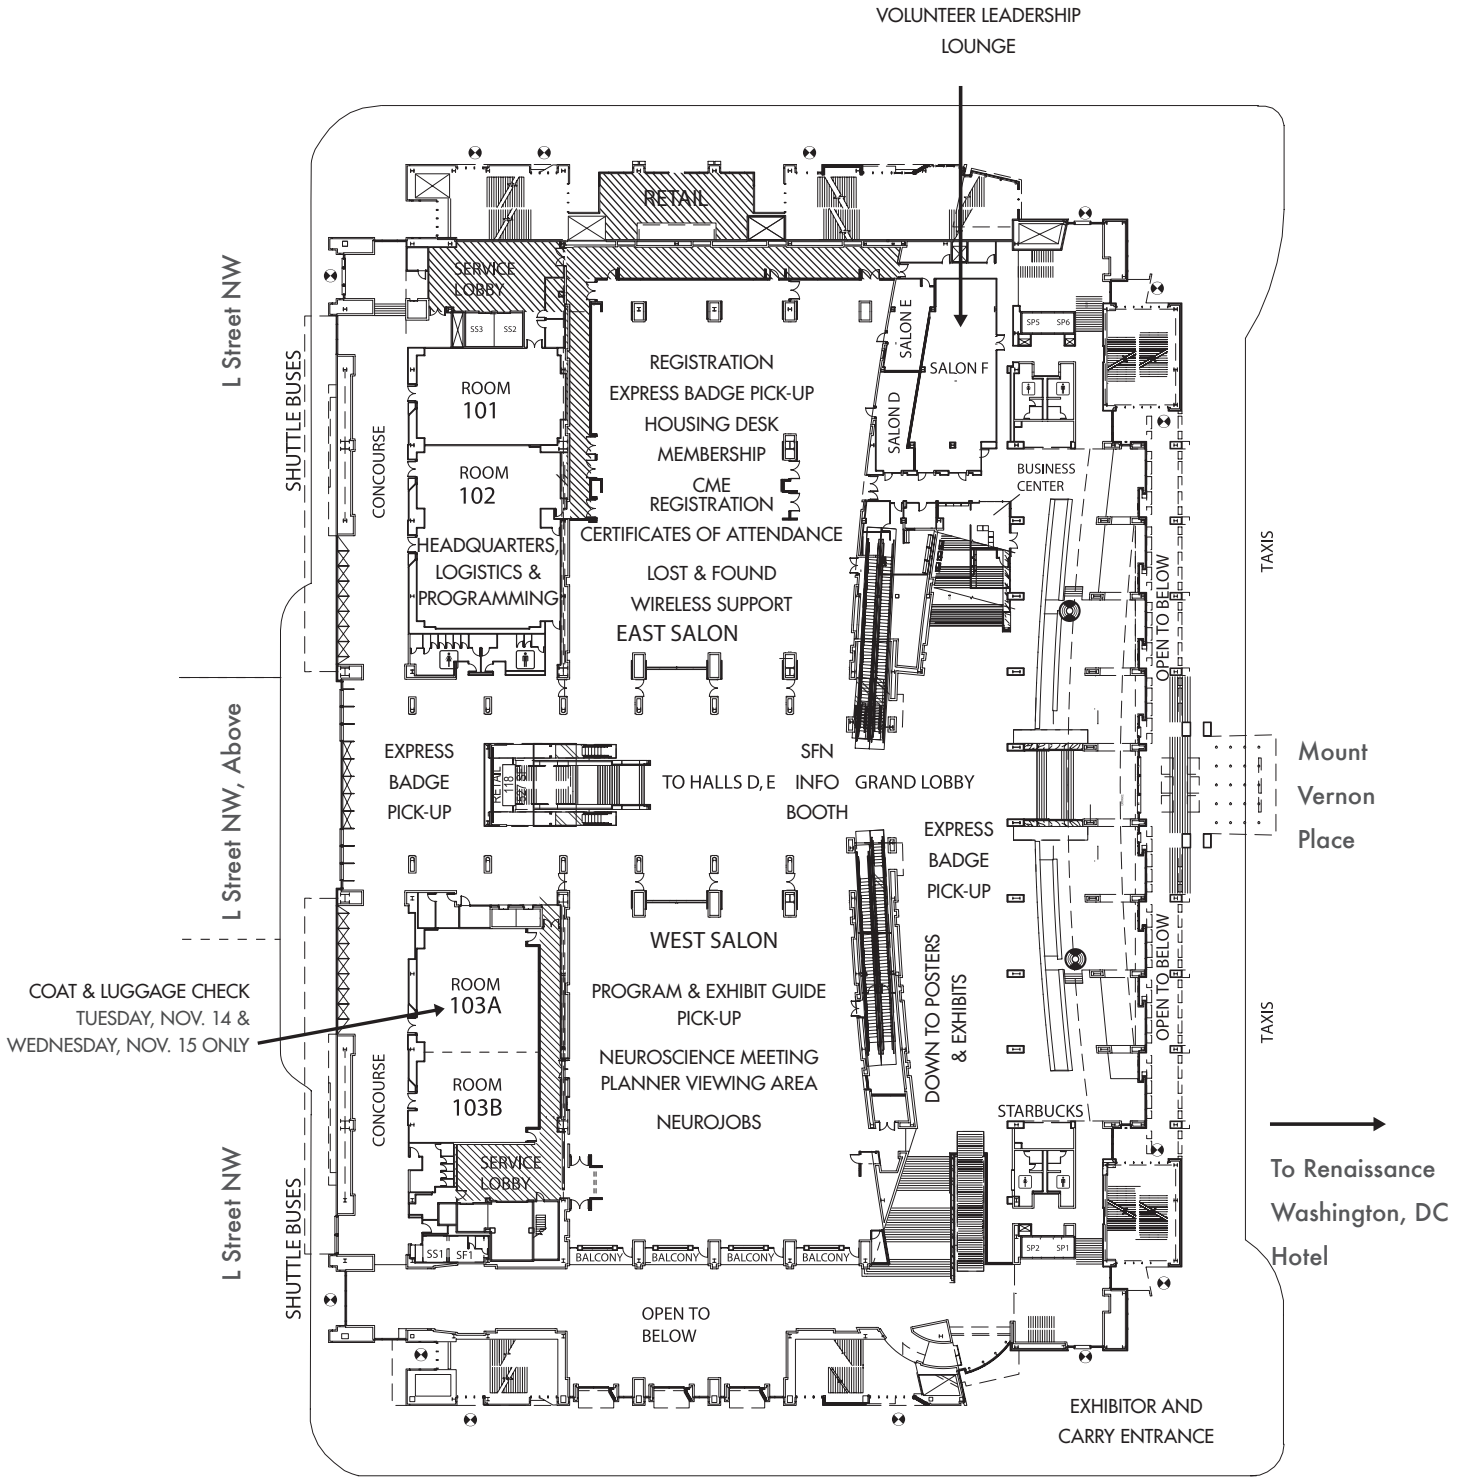 VOLUNTEER LEADERSHIP
LOUNGE
RETAIL
SERVICE
LOBBY
L Street NW
SHUTTLE BUSES
CONCOURSE
SS3
SS2
ROOM
101
ROOM
102
HEADQUARTERS,
LOGISTICS &
PROGRAMMING
REGISTRATION
EXPRESS BADGE PICK-UP
HOUSING DESK
MEMBERSHIP
CME
REGISTRATION
CERTIFICATES OF ATTENDANCE
LOST & FOUND
WIRELESS SUPPORT
EAST SALON
SALON E
SALON F
SALON D
SP5
SP6
BUSINESS
CENTER
TAXIS
OPEN TO BELOW
L Street NW, Above
EXPRESS
BADGE
PICK-UP
RETAIL
118
TO HALLS D, E
SFN
INFO
BOOTH
GRAND LOBBY
EXPRESS
BADGE
PICK-UP
Mount
Vernon
Place
WEST SALON
PROGRAM & EXHIBIT GUIDE
PICK-UP
NEUROSCIENCE MEETING
PLANNER VIEWING AREA
NEUROJOBS
DOWN TO POSTERS
& EXHIBITS
OPEN TO BELOW
TAXIS
COAT & LUGGAGE CHECK
TUESDAY, NOV. 14 &
WEDNESDAY, NOV. 15 ONLY
ROOM
103A
ROOM
103B
CONCOURSE
STARBUCKS
To Renaissance
Washington, DC
Hotel
L Street NW
SHUTTLE BUSES
SERVICE
LOBBY
SS1
SF1
BALCONY
BALCONY
BALCONY
BALCONY
SP2
SP1
OPEN TO
BELOW
EXHIBITOR AND
CARRY ENTRANCE